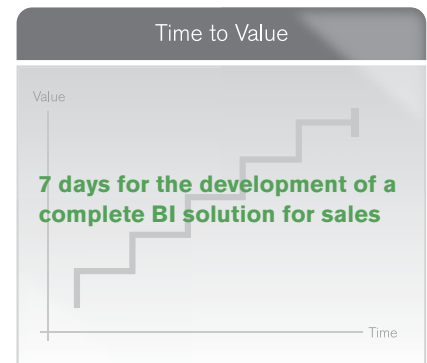 Time to Value
Value
7 days for the development of a
complete BI solution for sales
Time